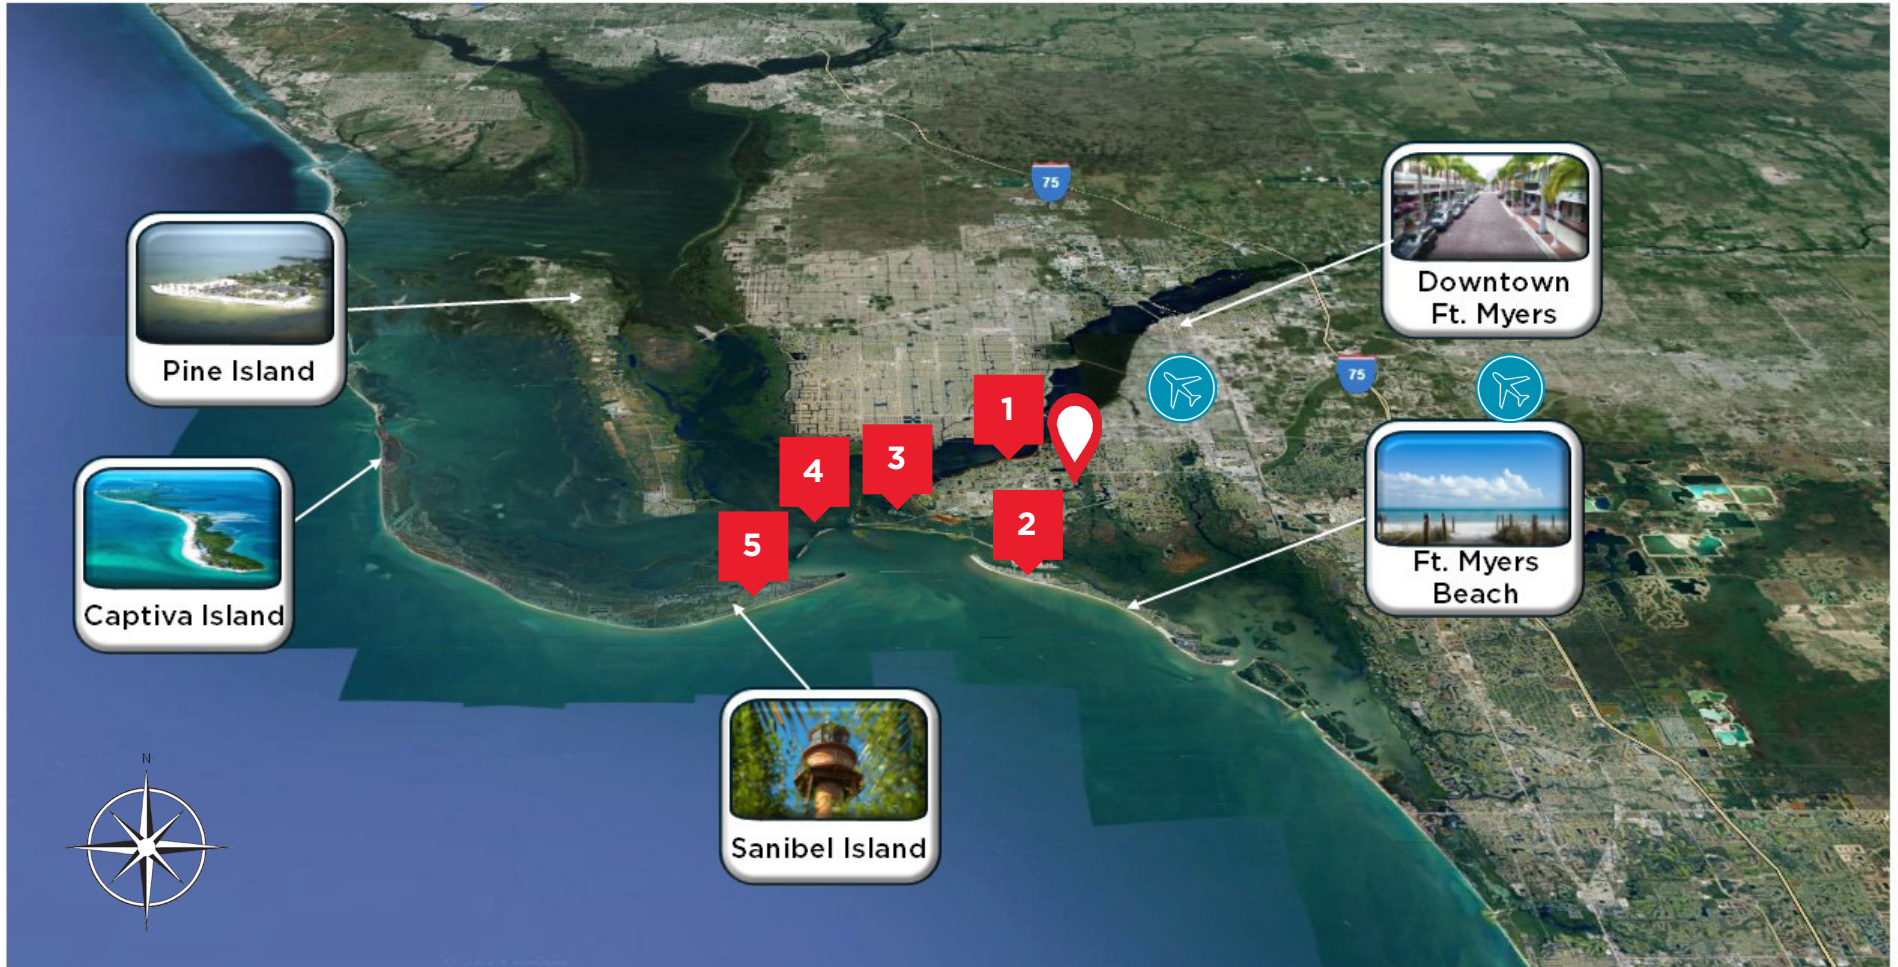 75
Downtown
Ft. Myers
Pine Island
75
1
3
4
2
5
Ft. Myers
Beach
Captiva Island
Sanibel Island
N